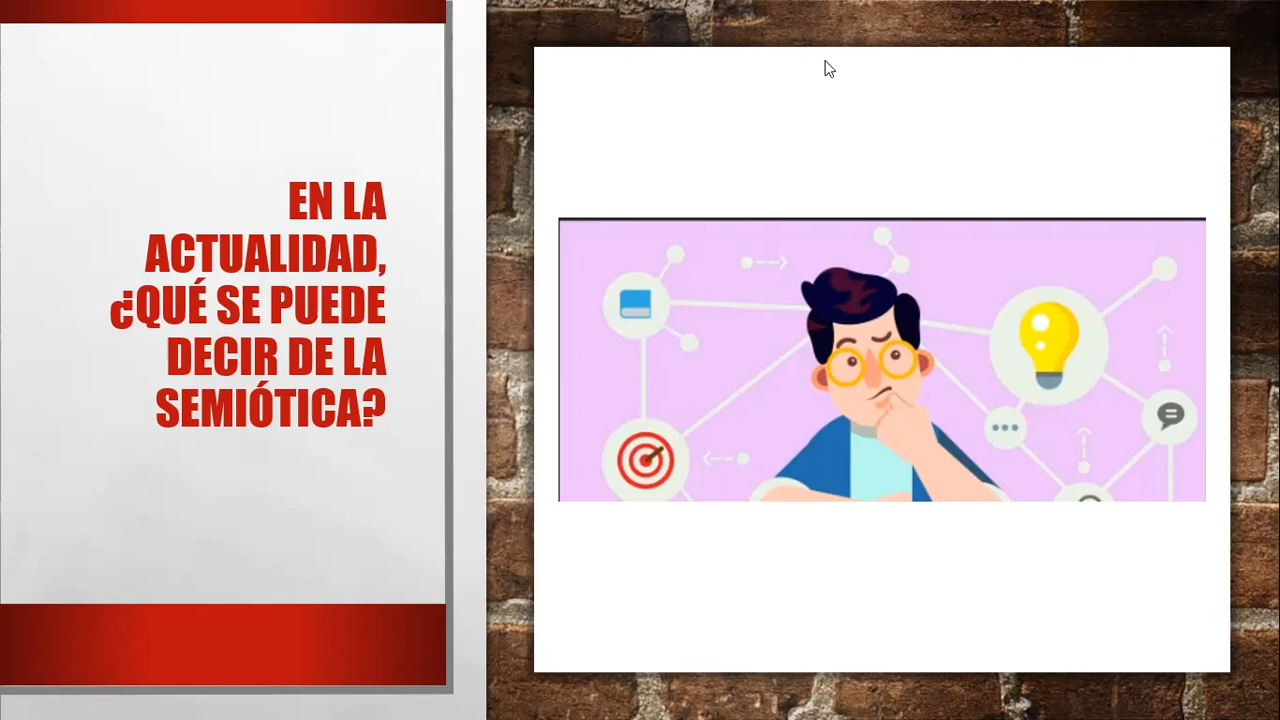 EN LA
ACTUALIDAD,
¿QUÉ SE PUEDE
DECIR DE LA
SEMIÓTICA?